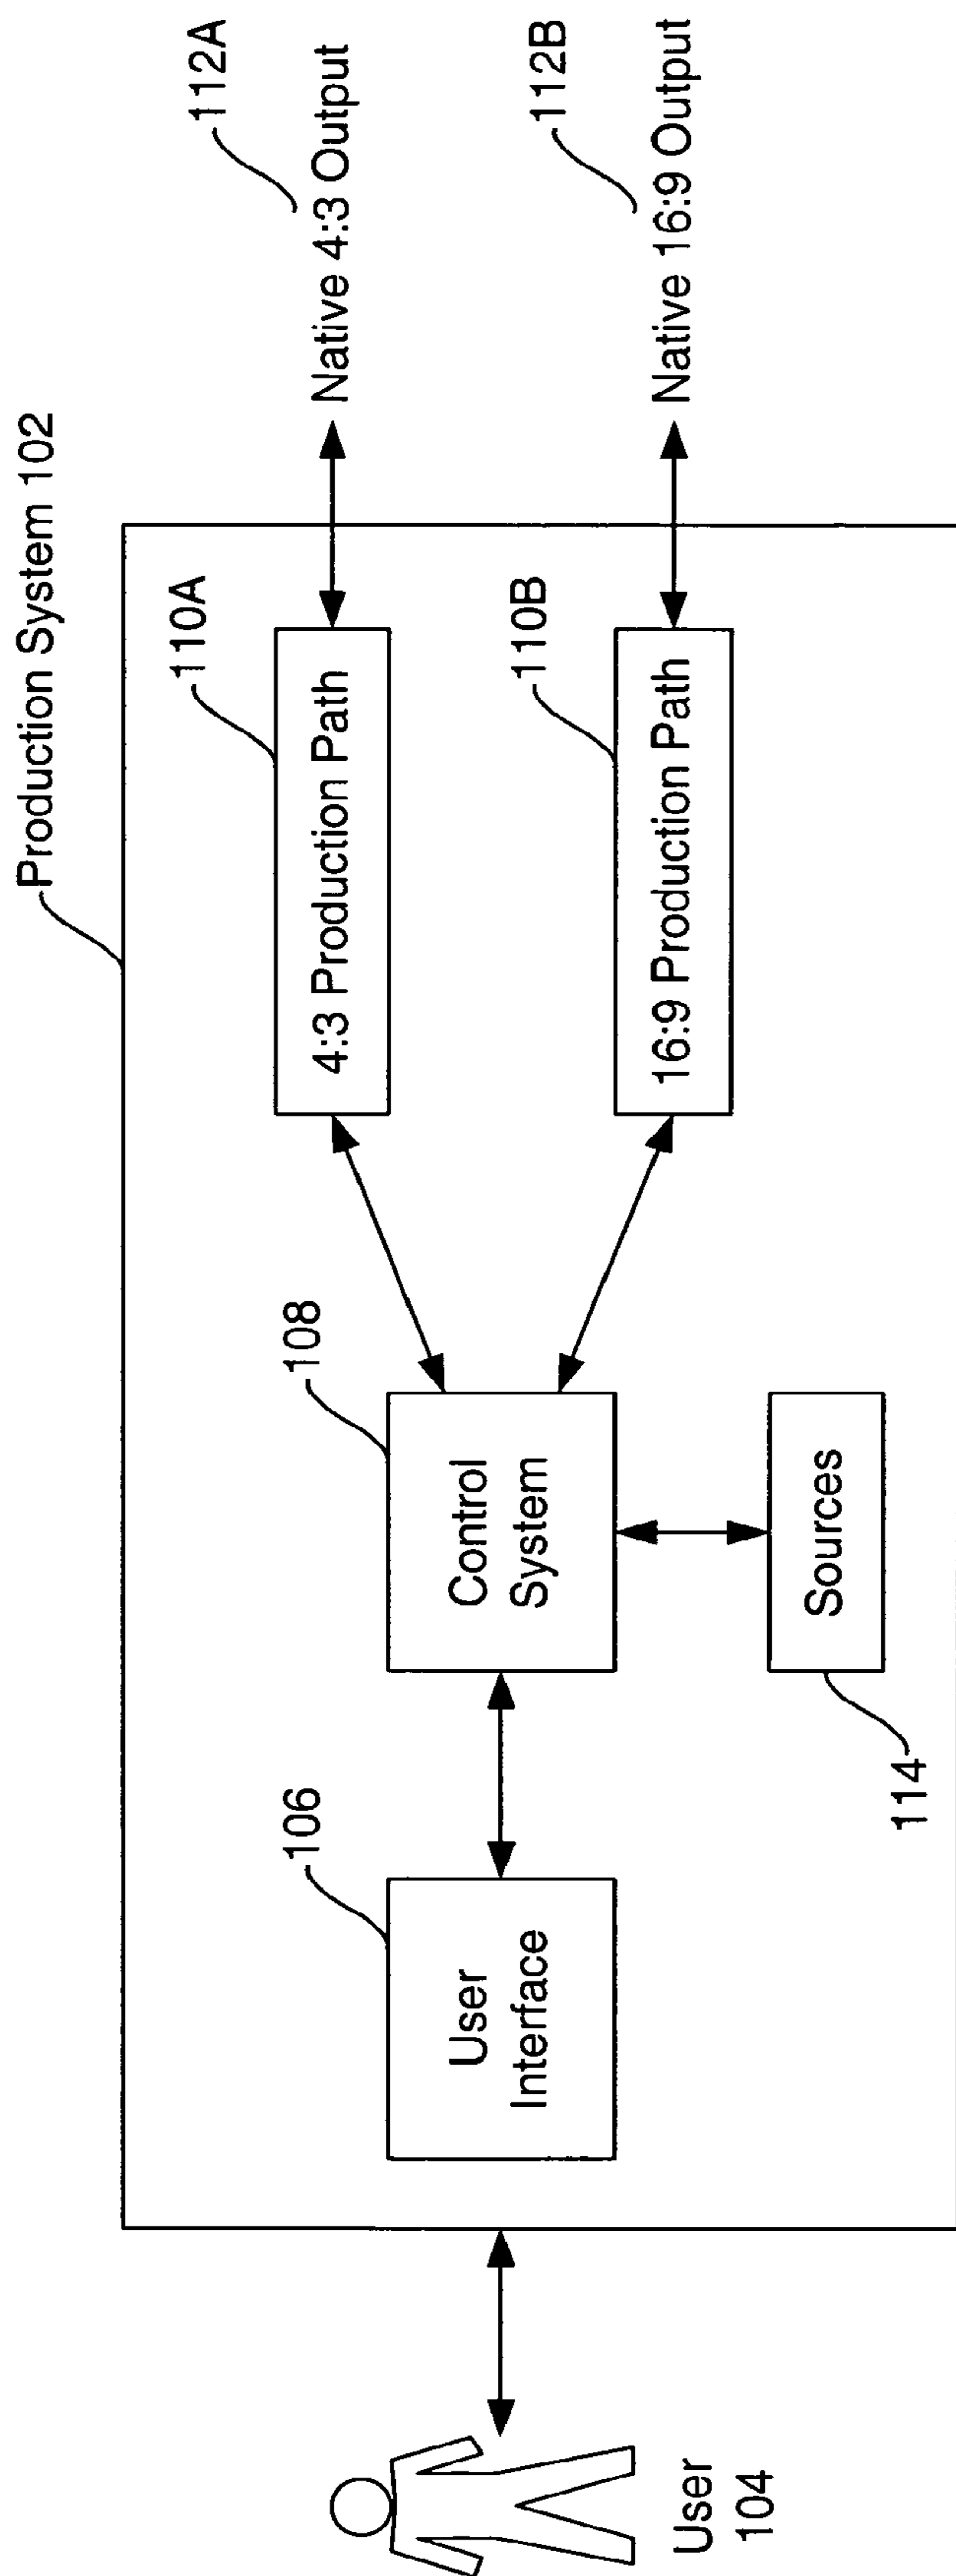 Production System 102
112A
110A
4:3 Production Path
Native 4:3 Output
108
106
User
Interface
Control
System
112B
110B
16:9 Production Path
Native 16:9 Output
Sources
114
User
104